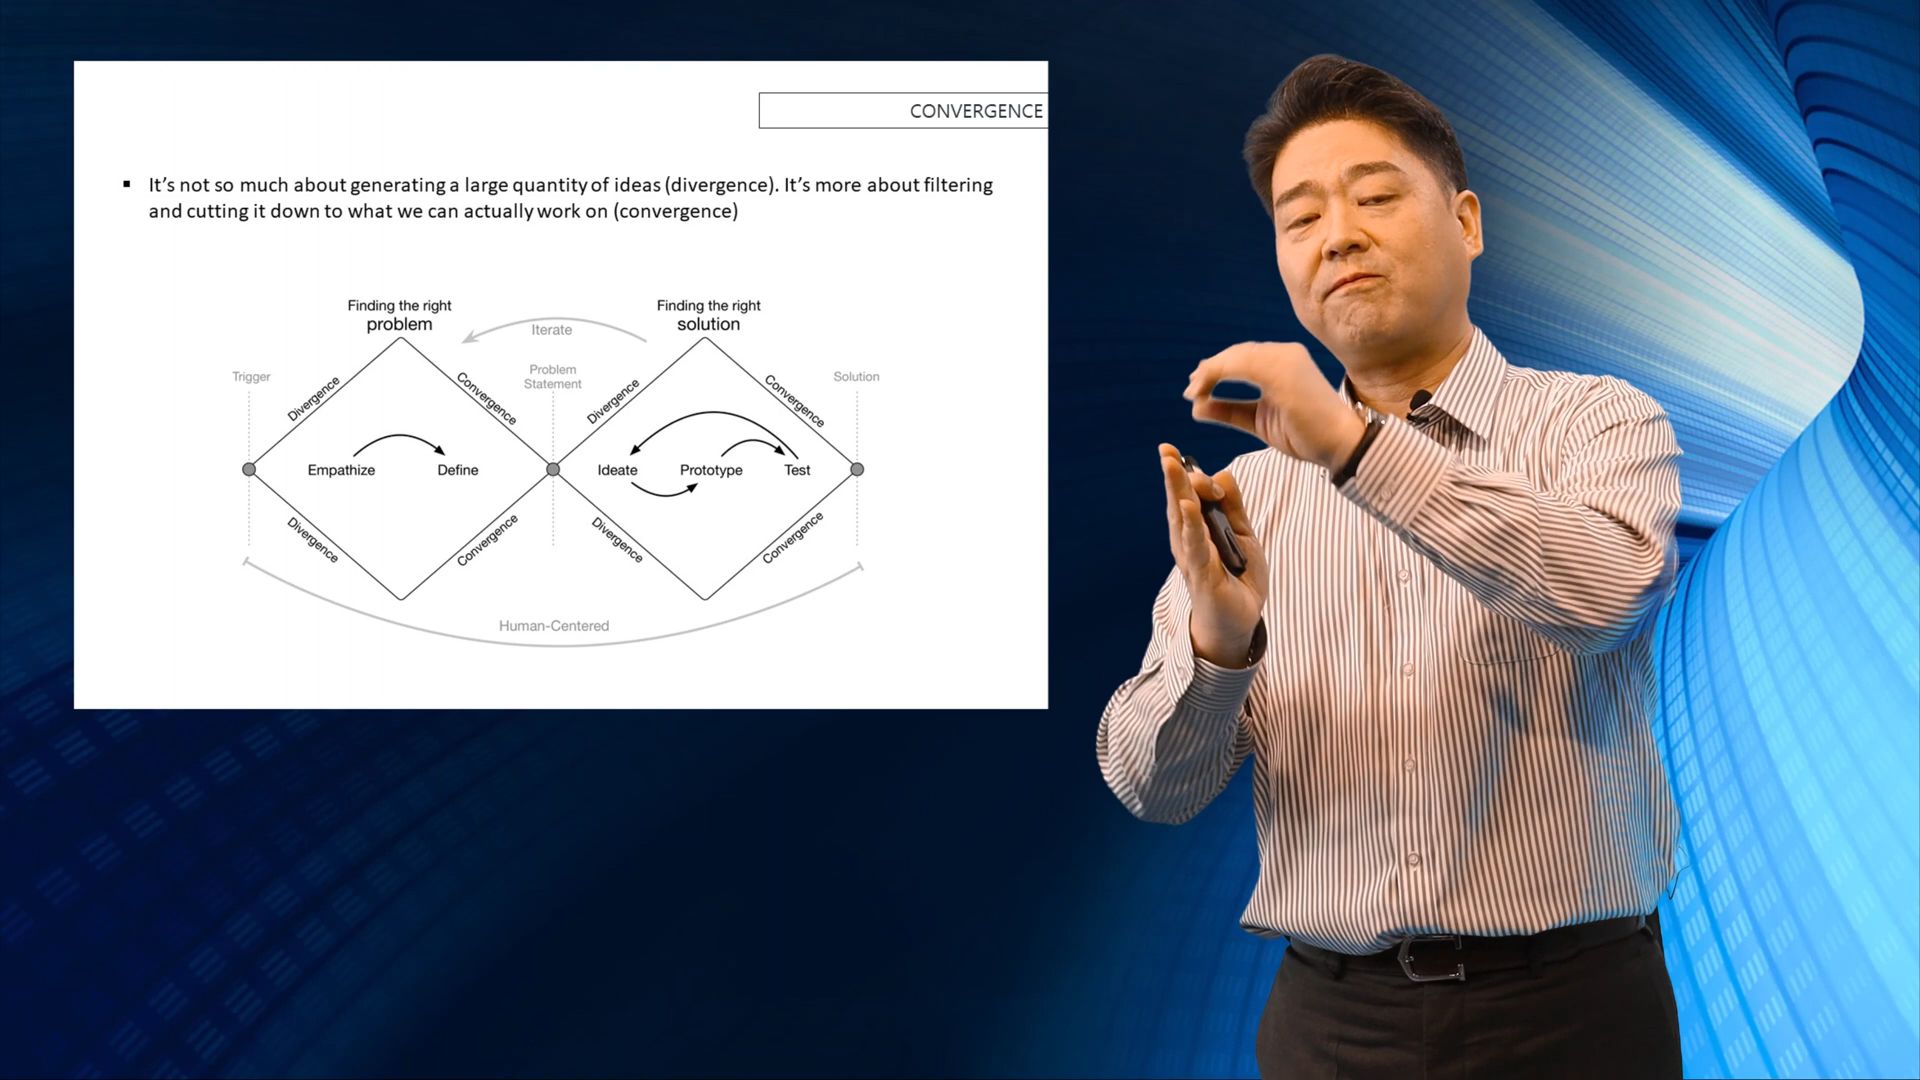 CONVERGENCE
▪ It’s not so much about generating a large quantity of ideas (divergence). It’s more about filtering
and cutting it down to what we can actually work on (convergence)
Finding the right
problem
Finding the right
solution
Iterate
Trigger
Problem
Statement
Solution
Divergence
Convergence
Divergence
Convergence
Empathize
Define
Ideate
Prototype
Test
Divergence
Convergence
Divergence
Convergence
Human-Centered